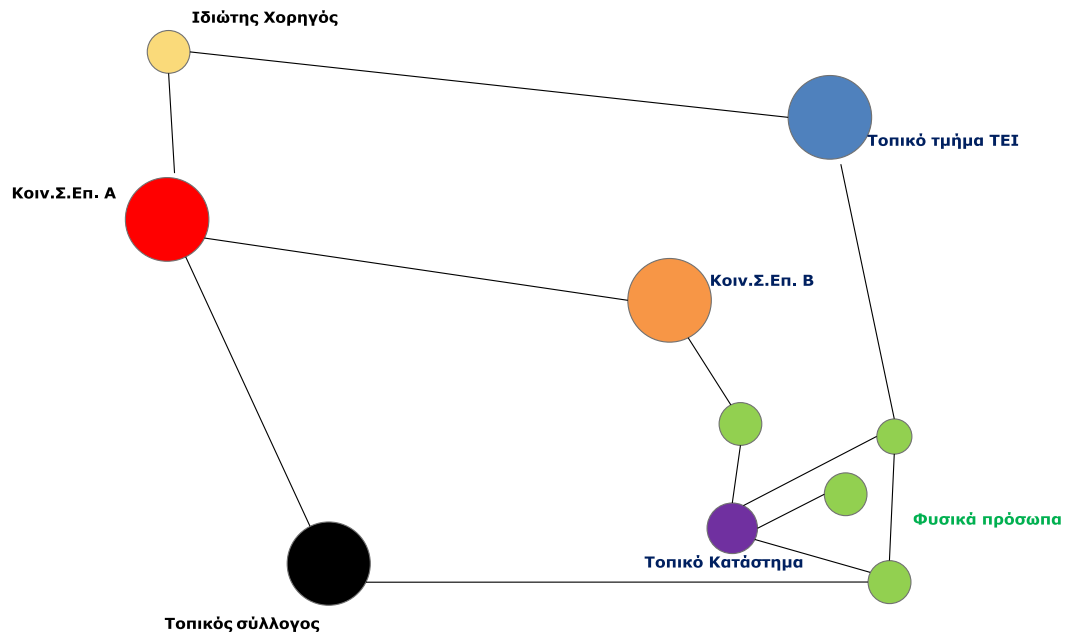 Ιδιώτης Χορηγός
Τοπικό τμήμα ΤΕΙ
Κοιν.Σ.Επ. Α
Κοιν.Σ.Επ. Β
Φυσικά πρόσωπα
Τοπικό Κατάστημα
Τοπικός σύλλογος